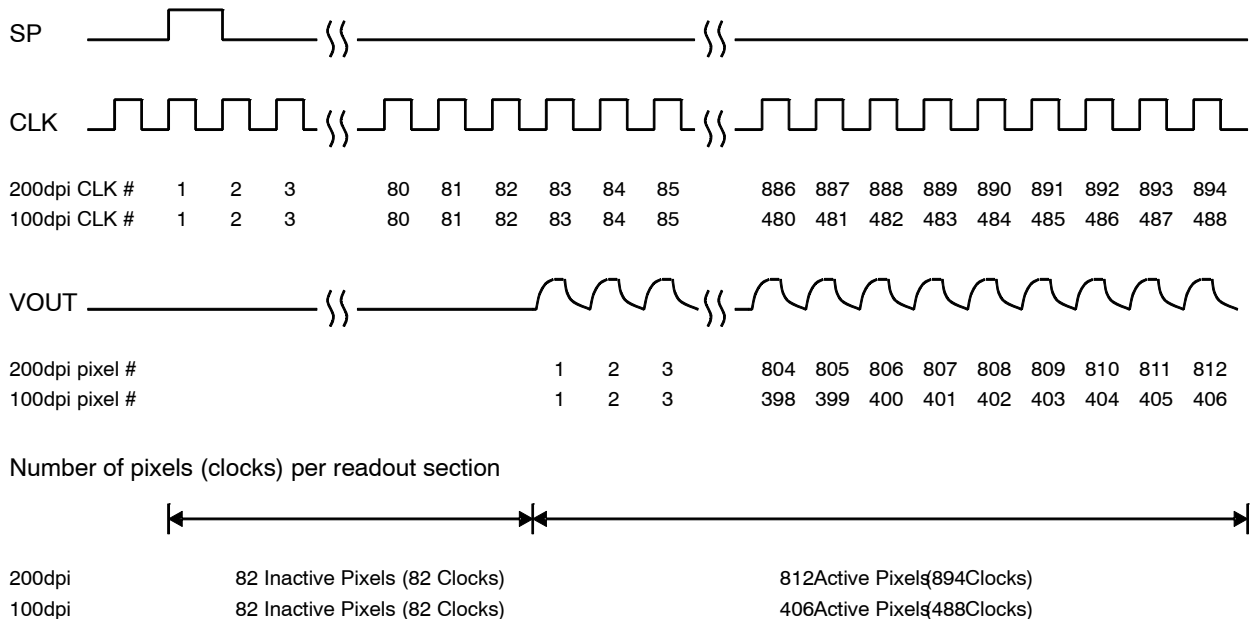 SP
CLK
200dpi CLK # 1 2 3 80 81 82 83 84 85 886 887 888 889 890 891 892 893 894
100dpi CLK # 1 2 3 80 81 82 83 84 85 480 481 482 483 484 485 486 487 488
VOUT
200dpi pixel # 1 2 3 804 805 806 807 808 809 810 811 812
100dpi pixel # 1 2 3 398 399 400 401 402 403 404 405 406
Number of pixels (clocks) per readout section
200dpi 82 Inactive Pixels (82 Clocks) 812Active Pixels(894Clocks)
100dpi 82 Inactive Pixels (82 Clocks) 406Active Pixels(488Clocks)